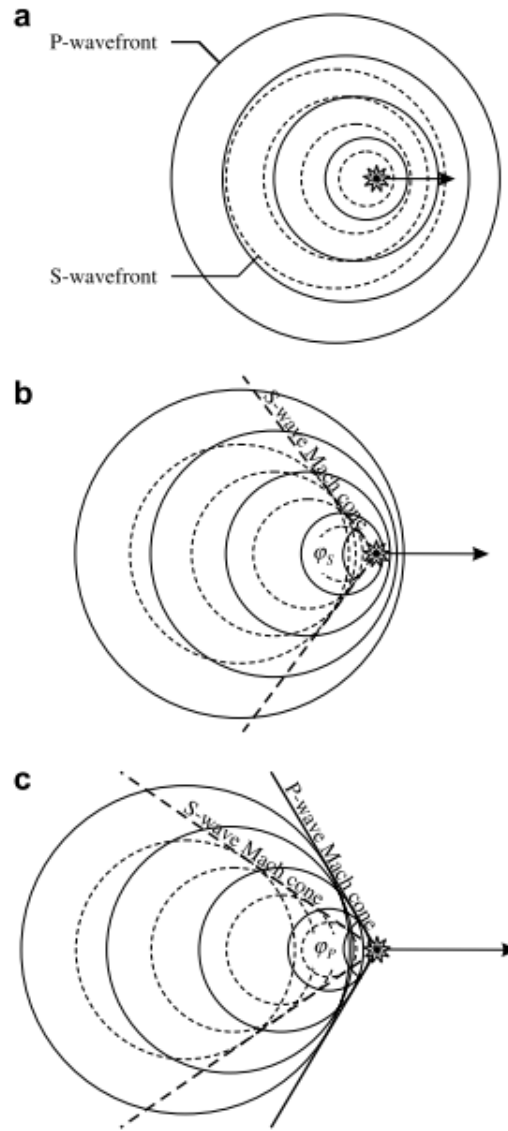 a
P-wavefront
S-wavefront
b
S-wave Mach cone
φS
c
P-wave Mach cone
S-wave Mach cone
φP